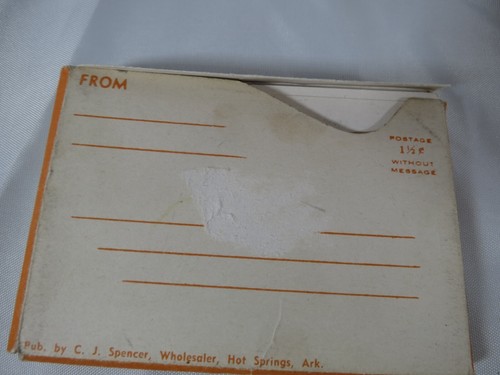 FROM
POSTAGE
1½ ¢
WITHOUT
MESSAGE
Pub. by C. J. Spencer, Wholesaler, Hot Springs, Ark.